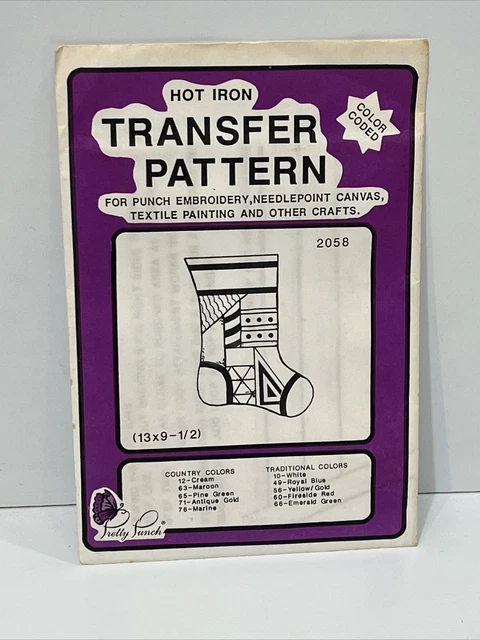 HOT IRON
TRANSFER
PATTERN
COLOR
CODED
FOR PUNCH EMBROIDERY,NEEDLEPOINT CANVAS,
TEXTILE PAINTING AND OTHER CRAFTS.
2058
(13x9-1/2)
COUNTRY COLORS
12-Cream
63-Maroon
65-Pine Green
71-Antique Gold
76-Marine
TRADITIONAL COLORS
10-White
49-Royal Blue
56-Yellow/Gold
60-Fireside Red
66-Emerald Green
Pretty Punch®